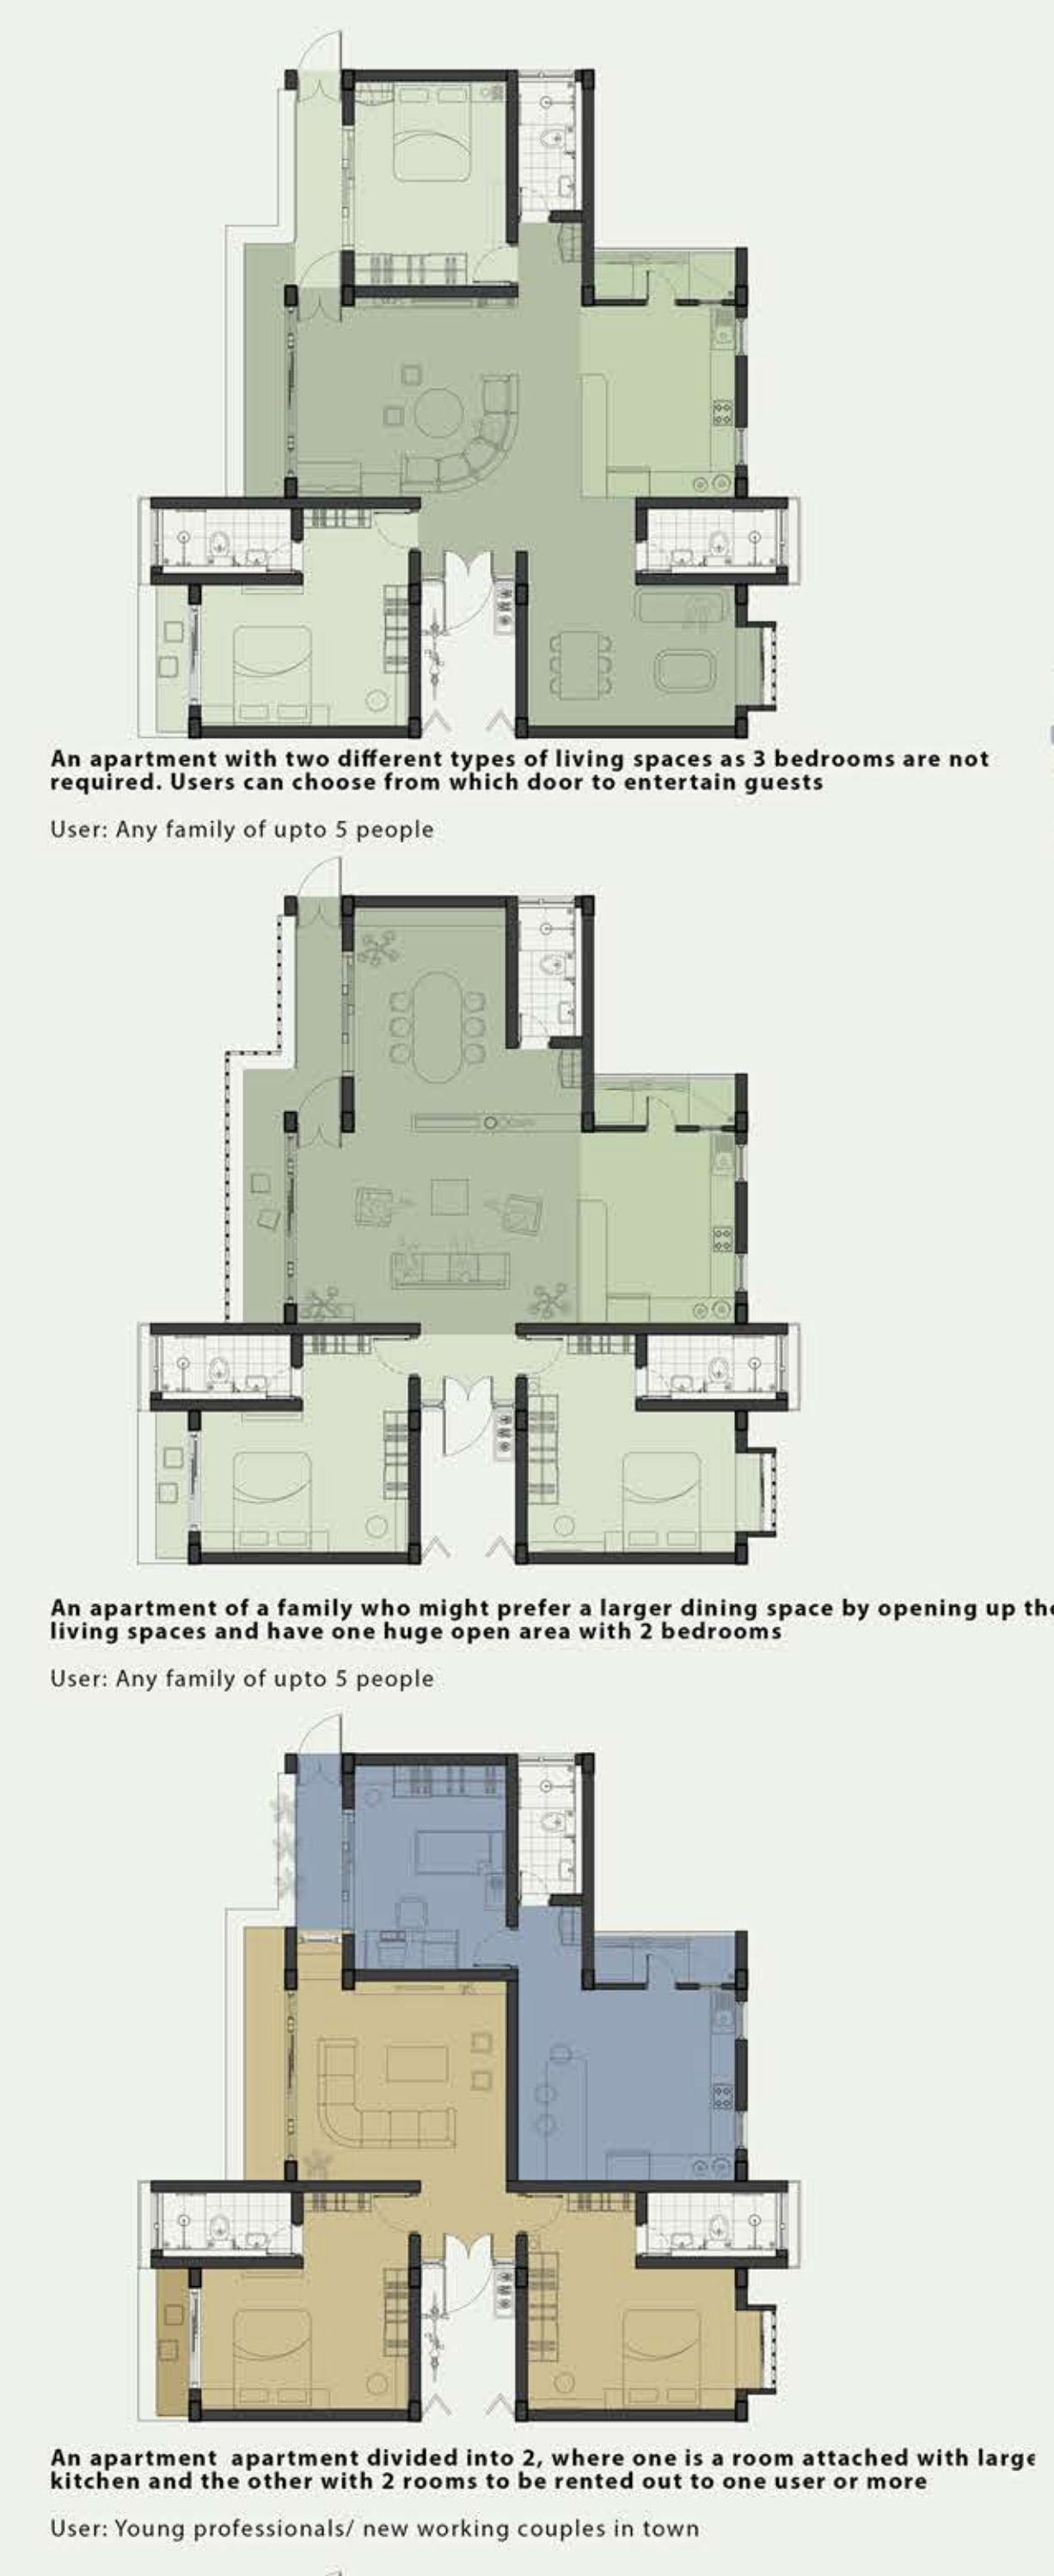 An apartment with two different types of living spaces as 3 bedrooms are not
required. Users can choose from which door to entertain guests
User: Any family of upto 5 people
An apartment of a family who might prefer a larger dining space by opening up the
living spaces and have one huge open area with 2 bedrooms
User: Any family of upto 5 people
An apartment  apartment divided into 2, where one is a room attached with large
kitchen and the other with 2 rooms to be rented out to one user or more
User: Young professionals/ new working couples in town